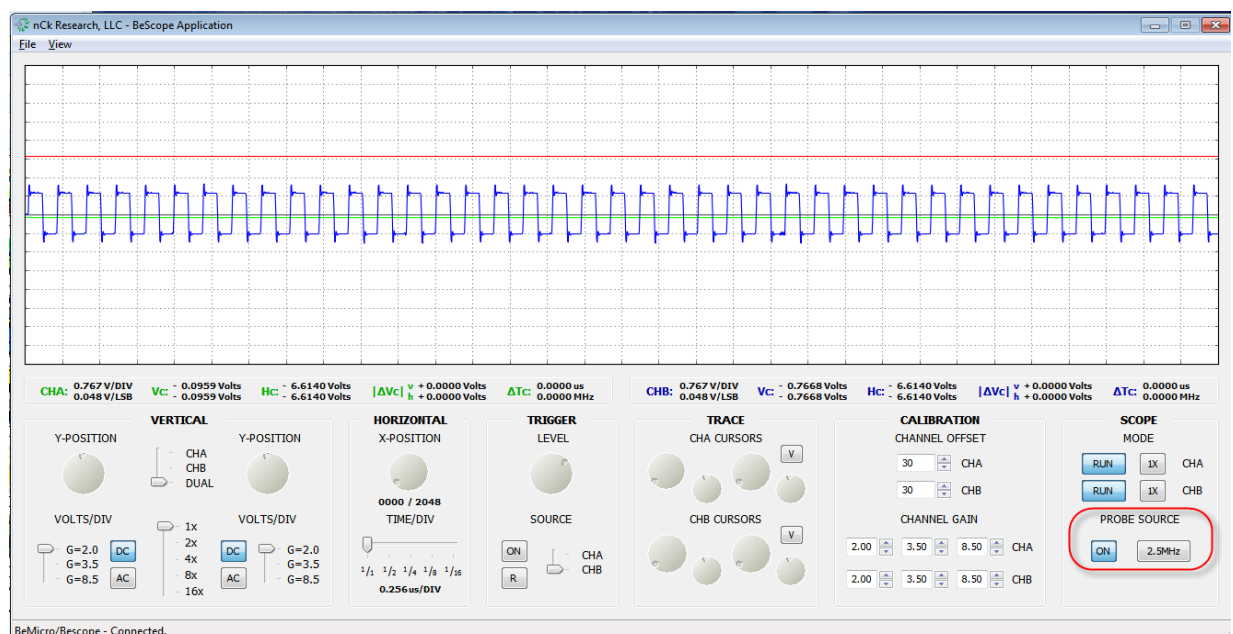 nCk Research, LLC - BeScope Application
File View
CHA: 0.767 V/DIV 0.048 V/LSB Vc: - 0.0959 Volts - 0.0959 Volts Hc: - 6.6140 Volts - 6.6140 Volts |ΔVc| v + 0.0000 Volts h + 0.0000 Volts ΔTc: 0.0000 us 0.0000 MHz
CHB: 0.767 V/DIV 0.048 V/LSB Vc: - 0.7668 Volts - 0.7668 Volts Hc: - 6.6140 Volts - 6.6140 Volts |ΔVc| v + 0.0000 Volts h + 0.0000 Volts ΔTc: 0.0000 us 0.0000 MHz
VERTICAL
Y-POSITION
CHA
CHB
DUAL
Y-POSITION
VOLTS/DIV
G=2.0
G=3.5
G=8.5
DC
AC
1x
2x
4x
8x
16x
VOLTS/DIV
DC
AC
G=2.0
G=3.5
G=8.5
HORIZONTAL
X-POSITION
0000 / 2048
TIME/DIV
1/1 1/2 1/4 1/8 1/16
0.256us/DIV
TRIGGER
LEVEL
SOURCE
ON
R
CHA
CHB
TRACE
CHA CURSORS
V
CHB CURSORS
V
CALIBRATION
CHANNEL OFFSET
30 CHA
30 CHB
CHANNEL GAIN
2.00 3.50 8.50 CHA
2.00 3.50 8.50 CHB
SCOPE
MODE
RUN 1X CHA
RUN 1X CHB
PROBE SOURCE
ON 2.5MHz
BeMicro/Bescope - Connected.